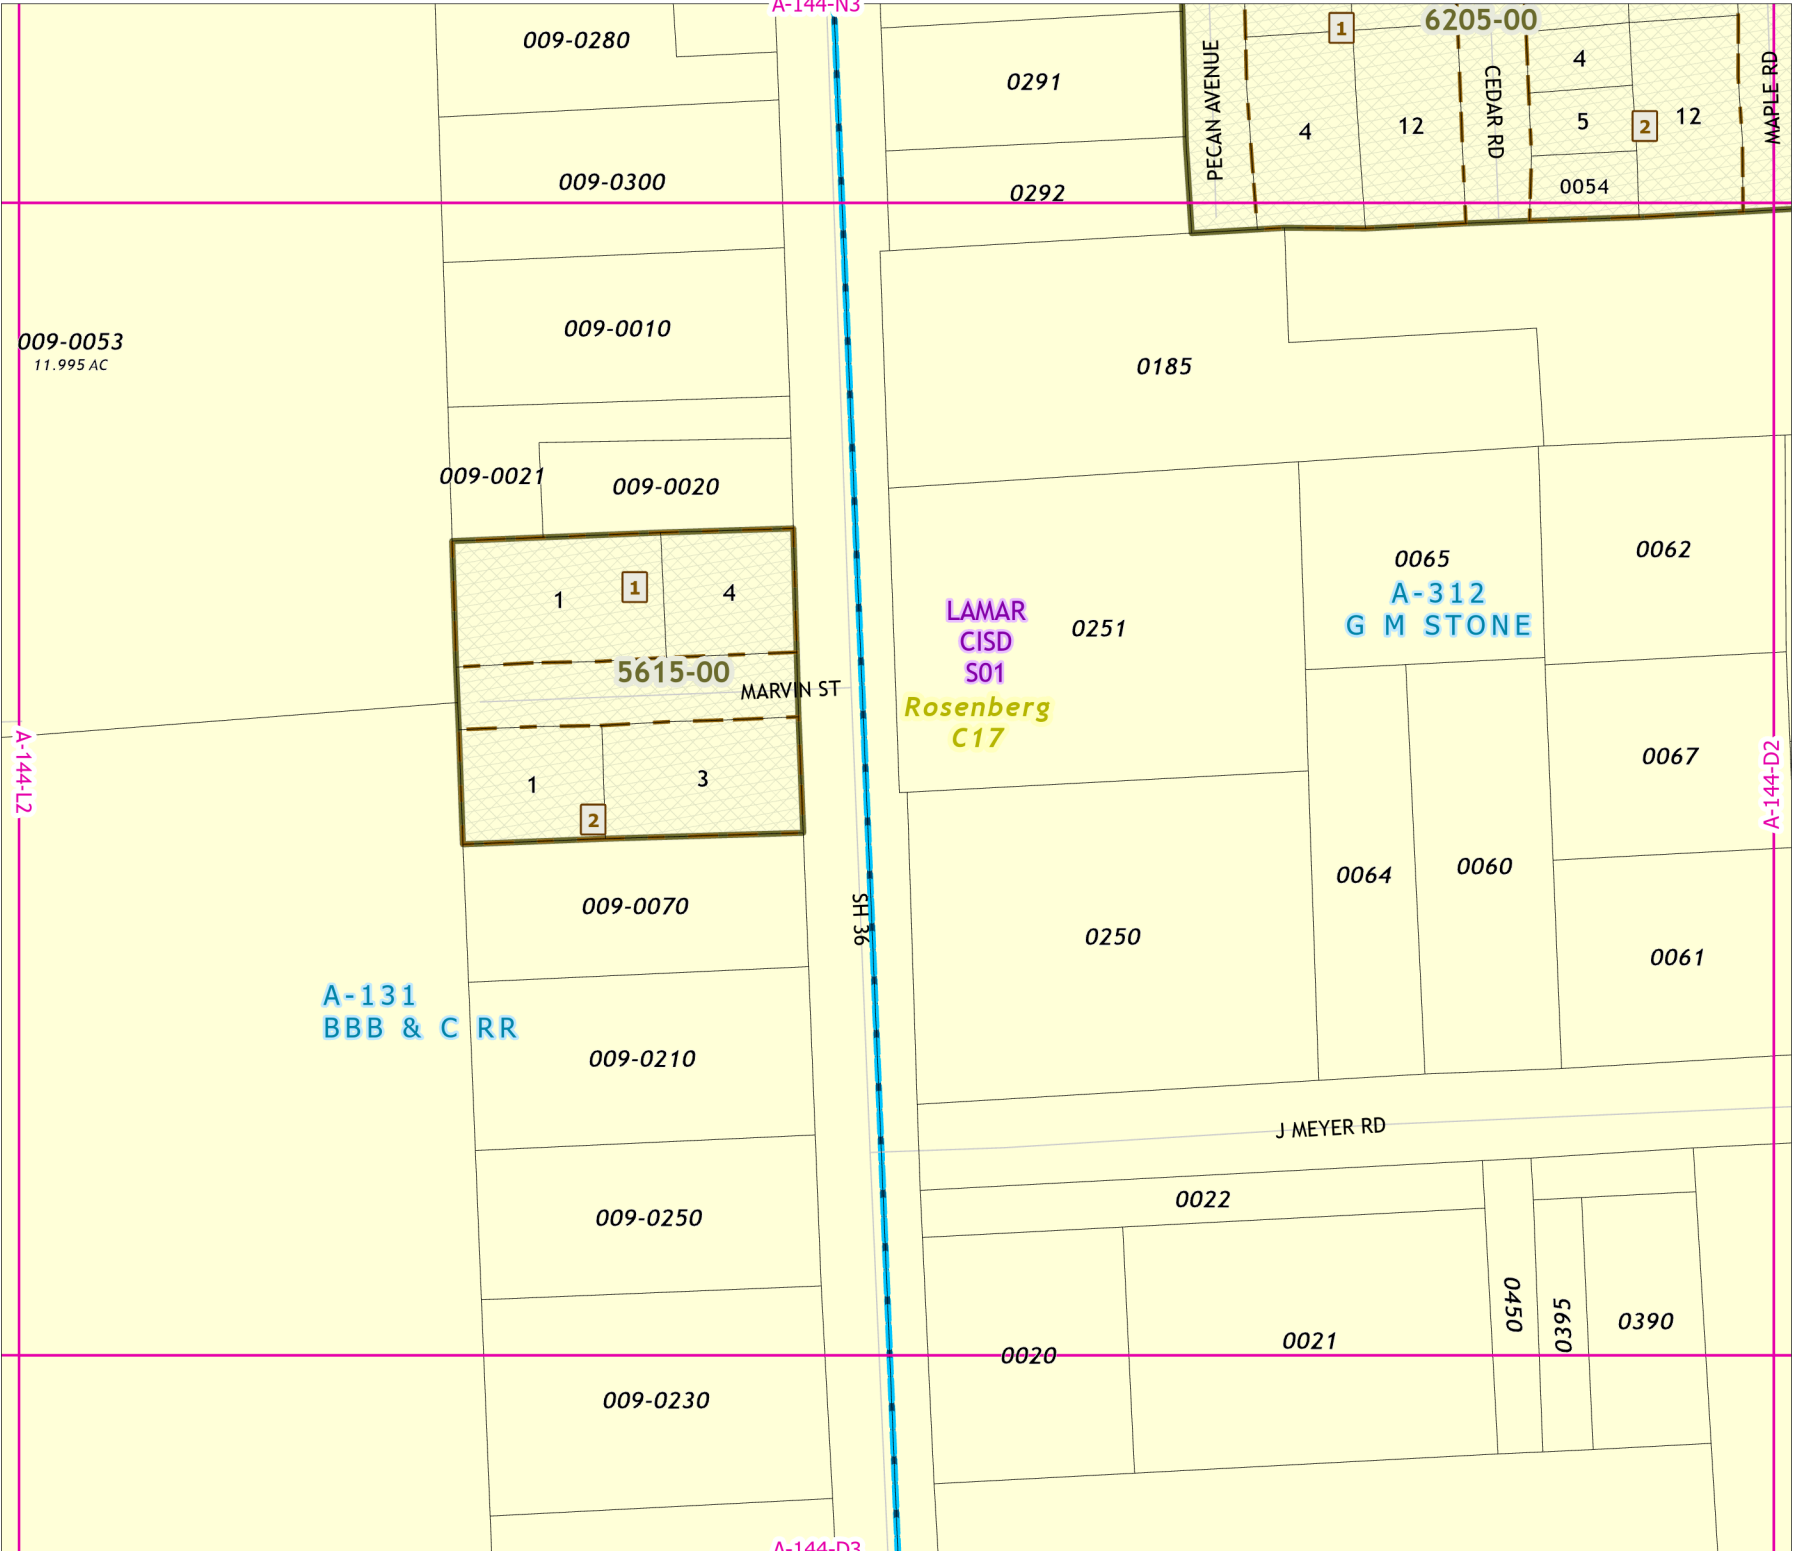 A-144-N3
6205-00
1
009-0280
0291
PECAN AVENUE
4
12
CEDAR RD
4
5
2
12
MAPLE RD
0054
009-0300
0292
009-0010
009-0053
11.995 AC
0185
009-0021
009-0020
1
1
4
5615-00
MARVIN ST
1
3
2
LAMAR
CISD
S01
Rosenberg
C17
0251
0065
A-312
G M STONE
0062
0067
A-144-L2
A-144-D2
0064
0060
009-0070
SH 36
0250
0061
A-131
BBB & C RR
009-0210
J MEYER RD
0022
009-0250
0450
0395
0390
0021
0020
009-0230
A-144-D3